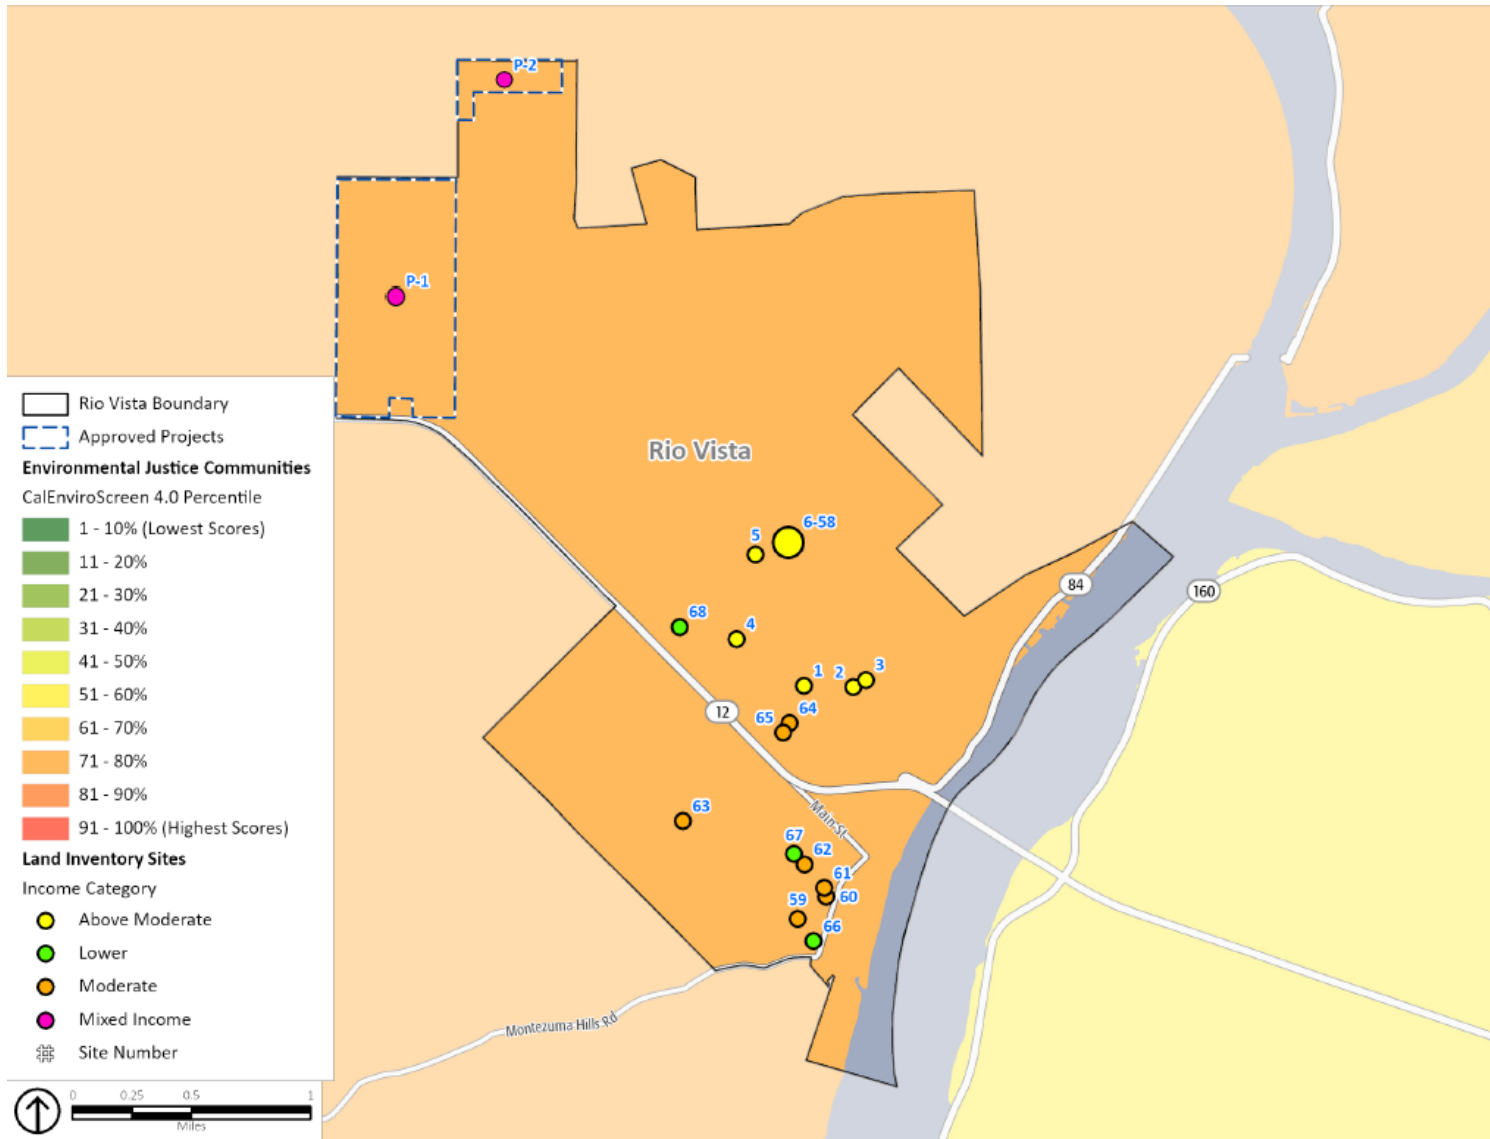 P-2
P-1
Rio Vista
6-58
5
84
160
68
4
1
2
3
12
64
65
Main St
63
67
62
61
60
59
66
Montezuma Hills Rd
Rio Vista Boundary
Approved Projects
Environmental Justice Communities
CalEnviroScreen 4.0 Percentile
1 - 10% (Lowest Scores)
11 - 20%
21 - 30%
31 - 40%
41 - 50%
51 - 60%
61 - 70%
71 - 80%
81 - 90%
91 - 100% (Highest Scores)
Land Inventory Sites
Income Category
Above Moderate
Lower
Moderate
Mixed Income
## Site Number
0 0.25 0.5 1
Miles